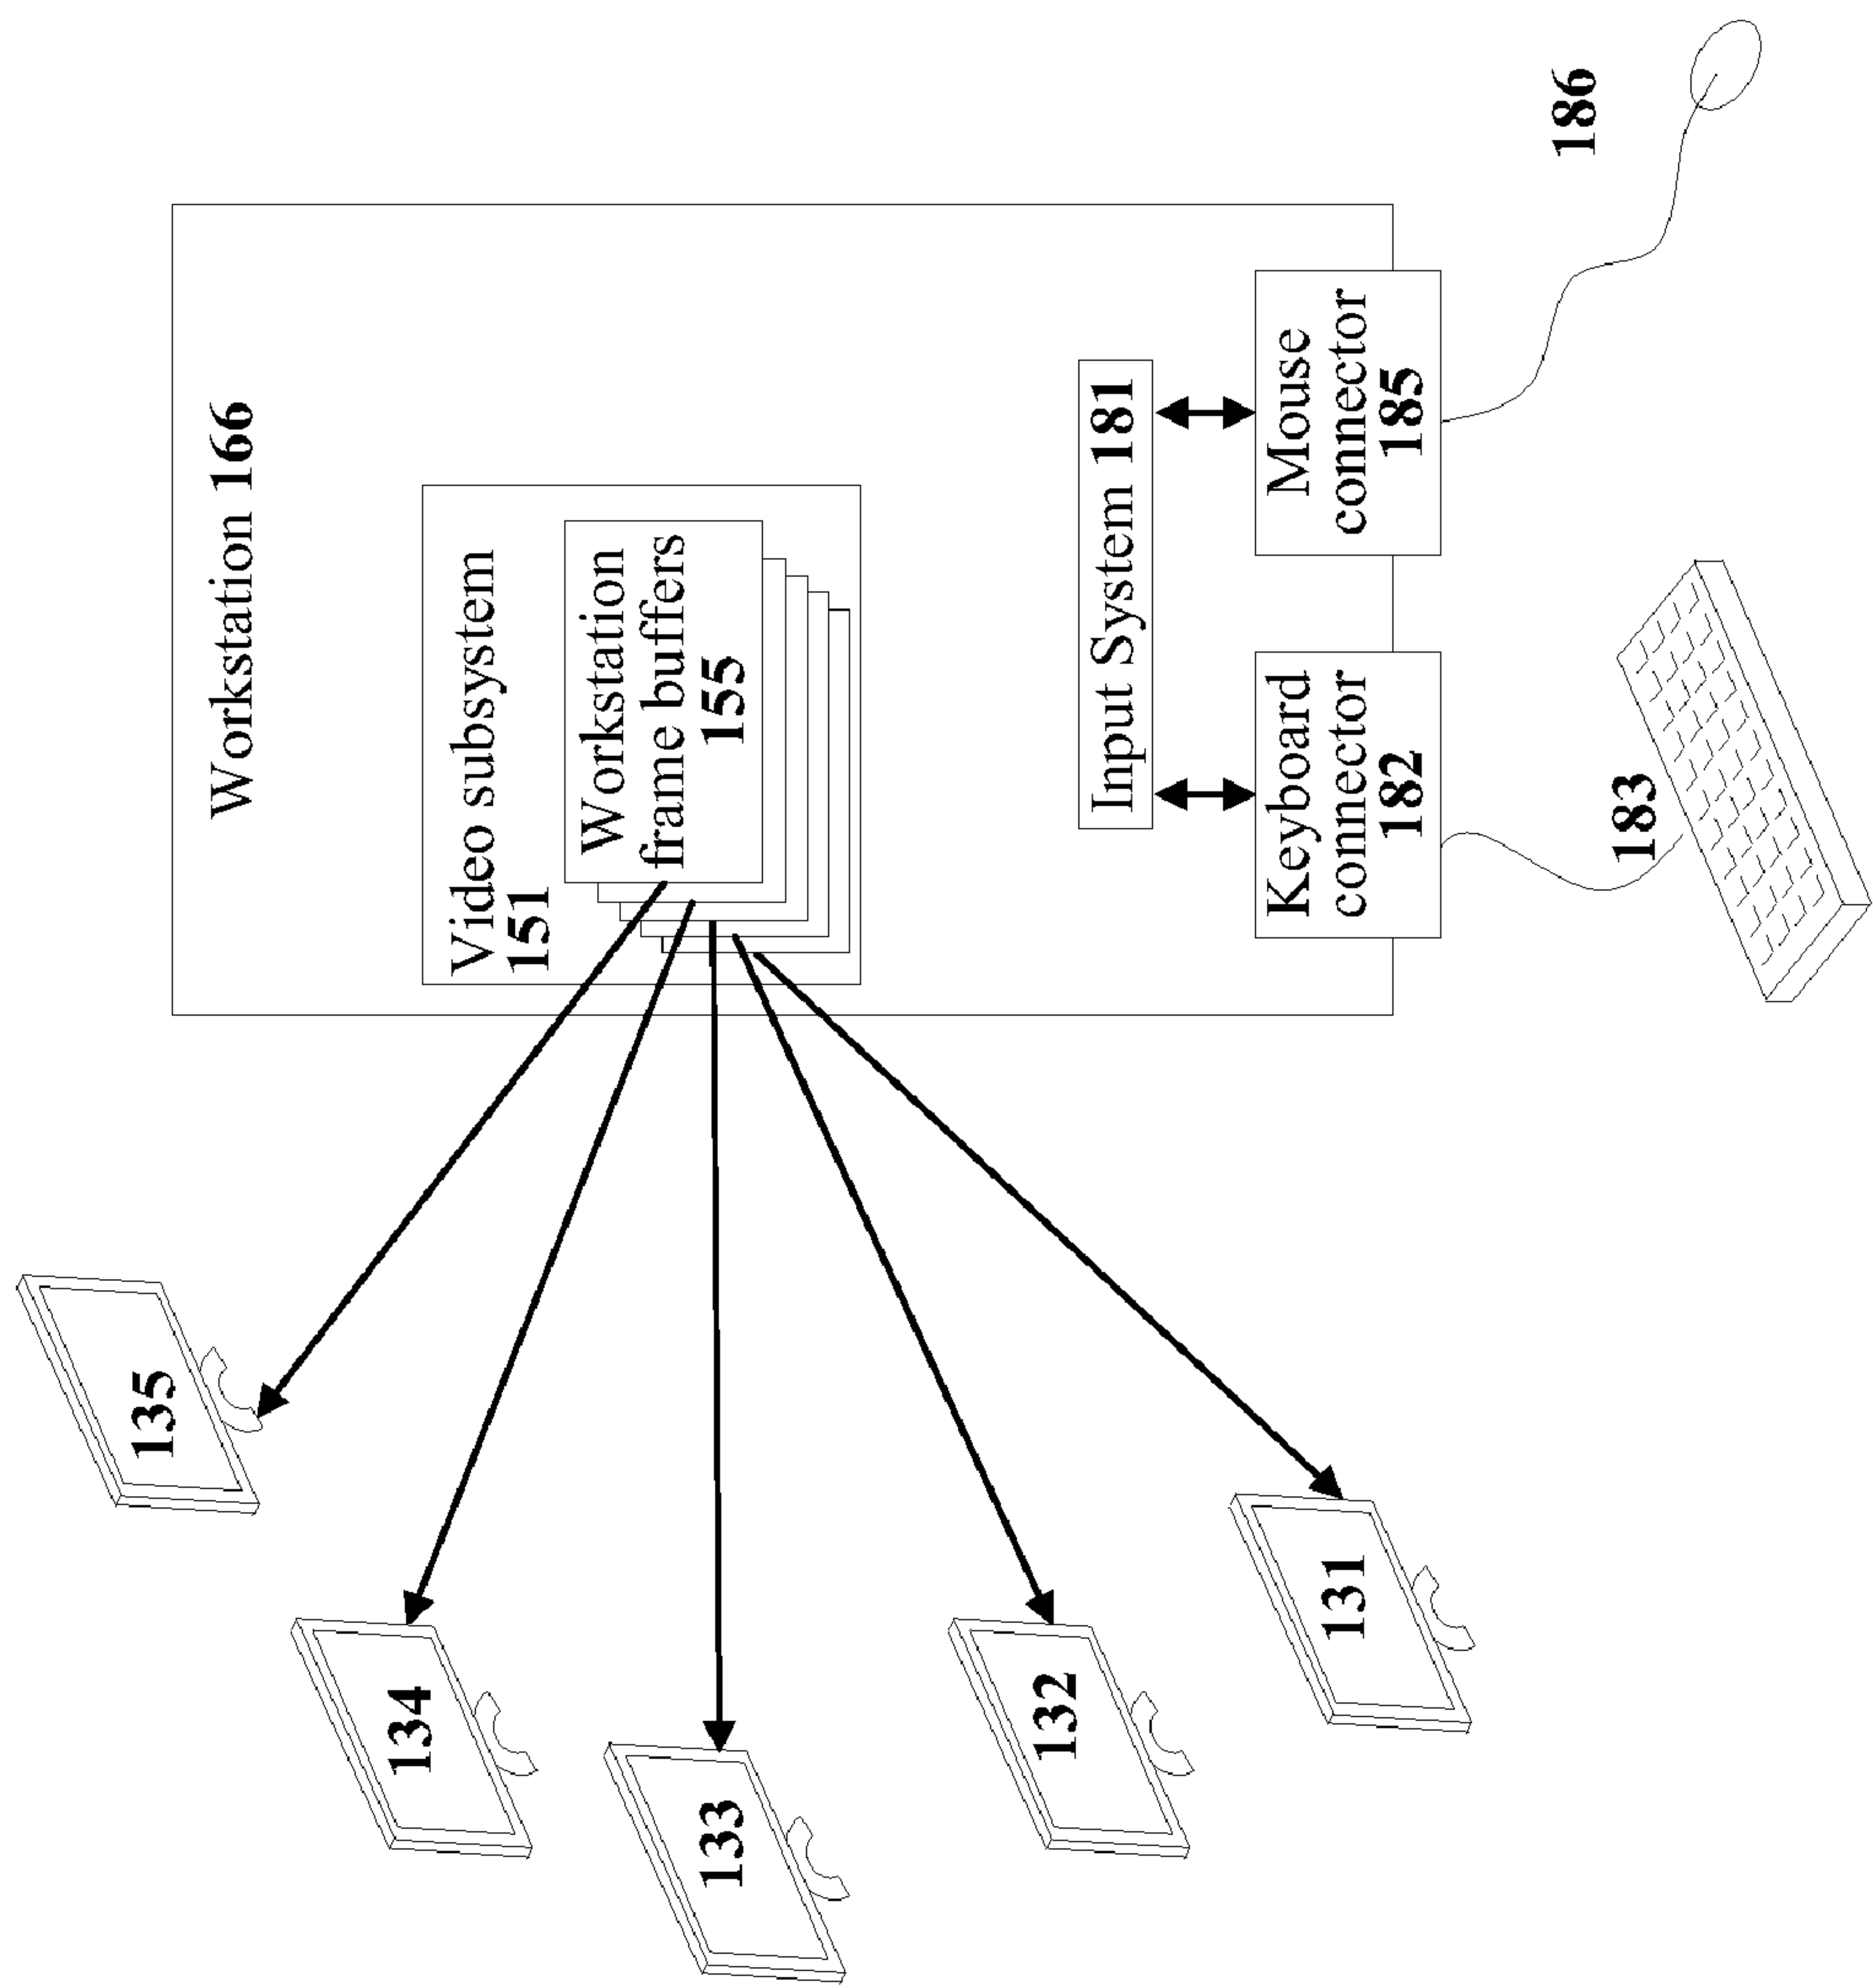 135
134
133
132
131
Workstation 166
Video subsystem
151
Workstation
frame buffers
155
Input System 181
Keyboard
connector
182
Mouse
connector
185
183
186